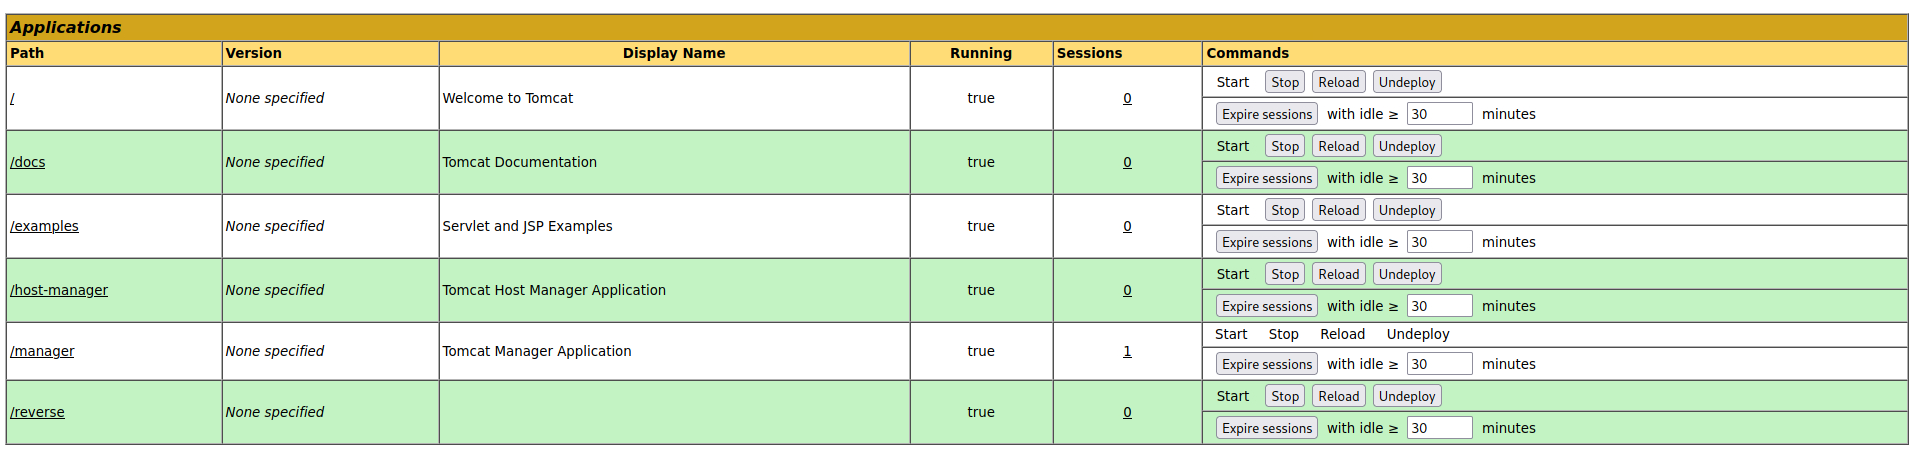 Applications
Path Version Display Name Running Sessions Commands
/ None specified Welcome to Tomcat true 0 Start Stop Reload Undeploy
Expire sessions with idle ≥ 30 minutes
/docs None specified Tomcat Documentation true 0 Start Stop Reload Undeploy
Expire sessions with idle ≥ 30 minutes
/examples None specified Servlet and JSP Examples true 0 Start Stop Reload Undeploy
Expire sessions with idle ≥ 30 minutes
/host-manager None specified Tomcat Host Manager Application true 0 Start Stop Reload Undeploy
Expire sessions with idle ≥ 30 minutes
/manager None specified Tomcat Manager Application true 1 Start Stop Reload Undeploy
Expire sessions with idle ≥ 30 minutes
/reverse None specified true 0 Start Stop Reload Undeploy
Expire sessions with idle ≥ 30 minutes